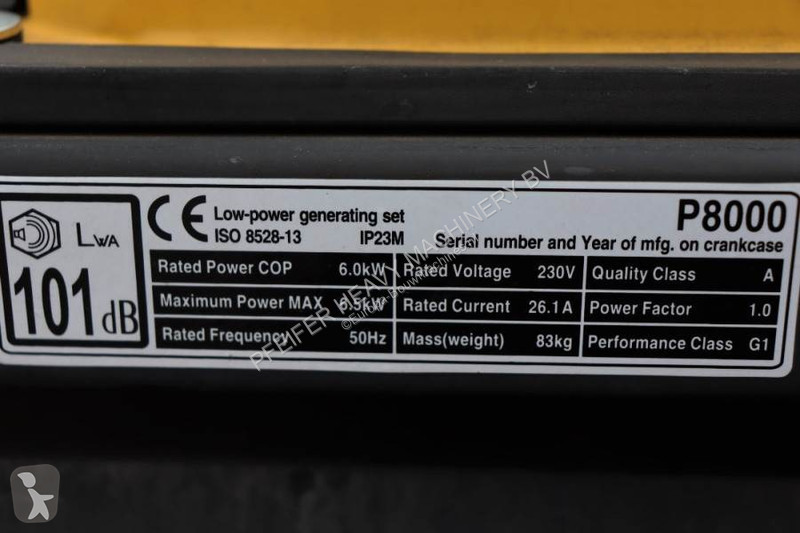 LWA
101 dB
CE Low-power generating set
ISO 8528-13 IP23M
P8000
Serial number and Year of mfg. on crankcase
Rated Power COP 6.0kW
Rated Voltage 230V
Quality Class A
Maximum Power MAX 6.5kW
Rated Current 26.1A
Power Factor 1.0
Rated Frequency 50Hz
Mass(weight) 83kg
Performance Class G1
PFEIFER HEAVY MACHINERY BV